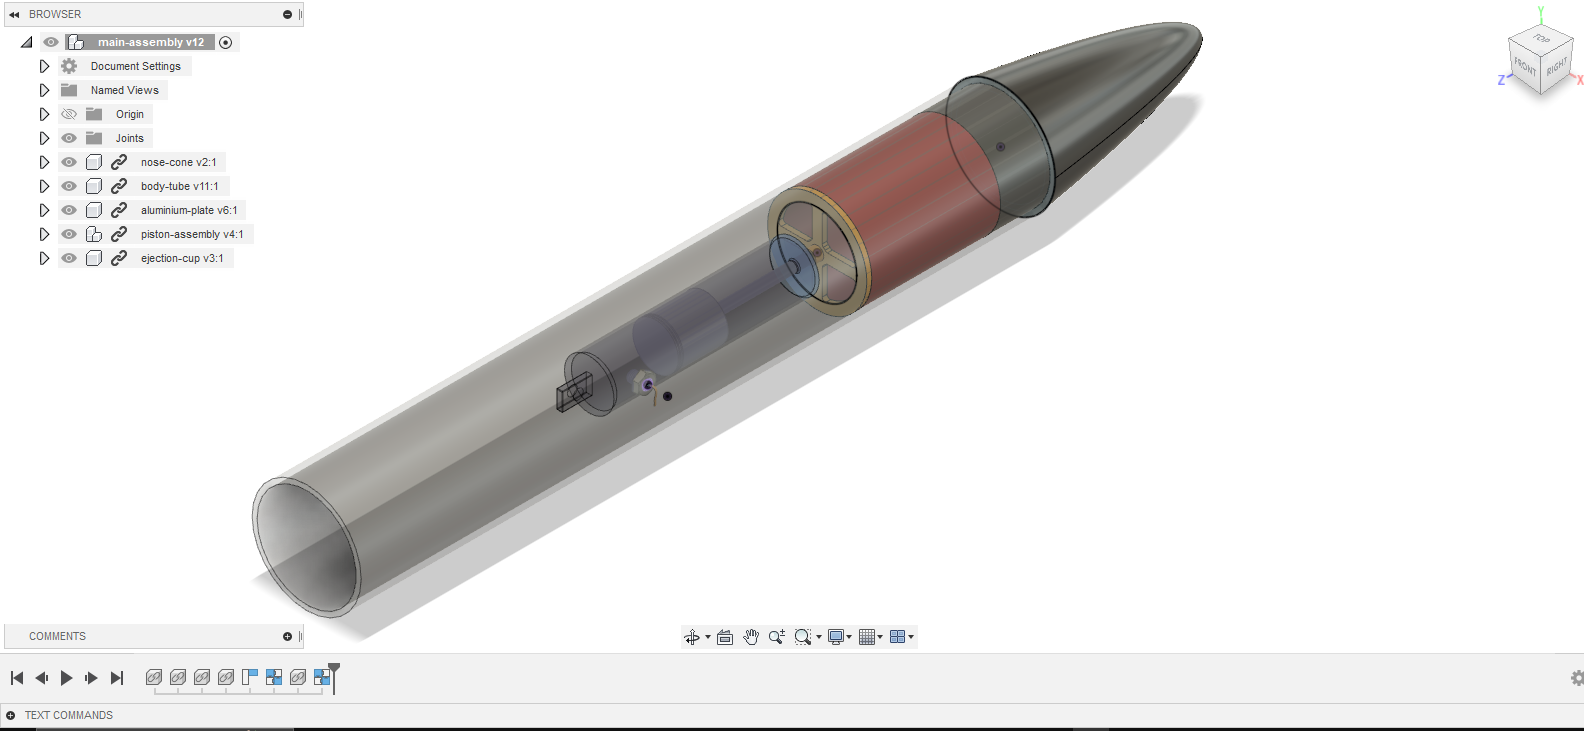 BROWSER
main-assembly v12
Document Settings
Named Views
Origin
Joints
nose-cone v2:1
body-tube v11:1
aluminium-plate v6:1
piston-assembly v4:1
ejection-cup v3:1
Y
TOP
FRONT
RIGHT
Z
X
COMMENTS
TEXT COMMANDS